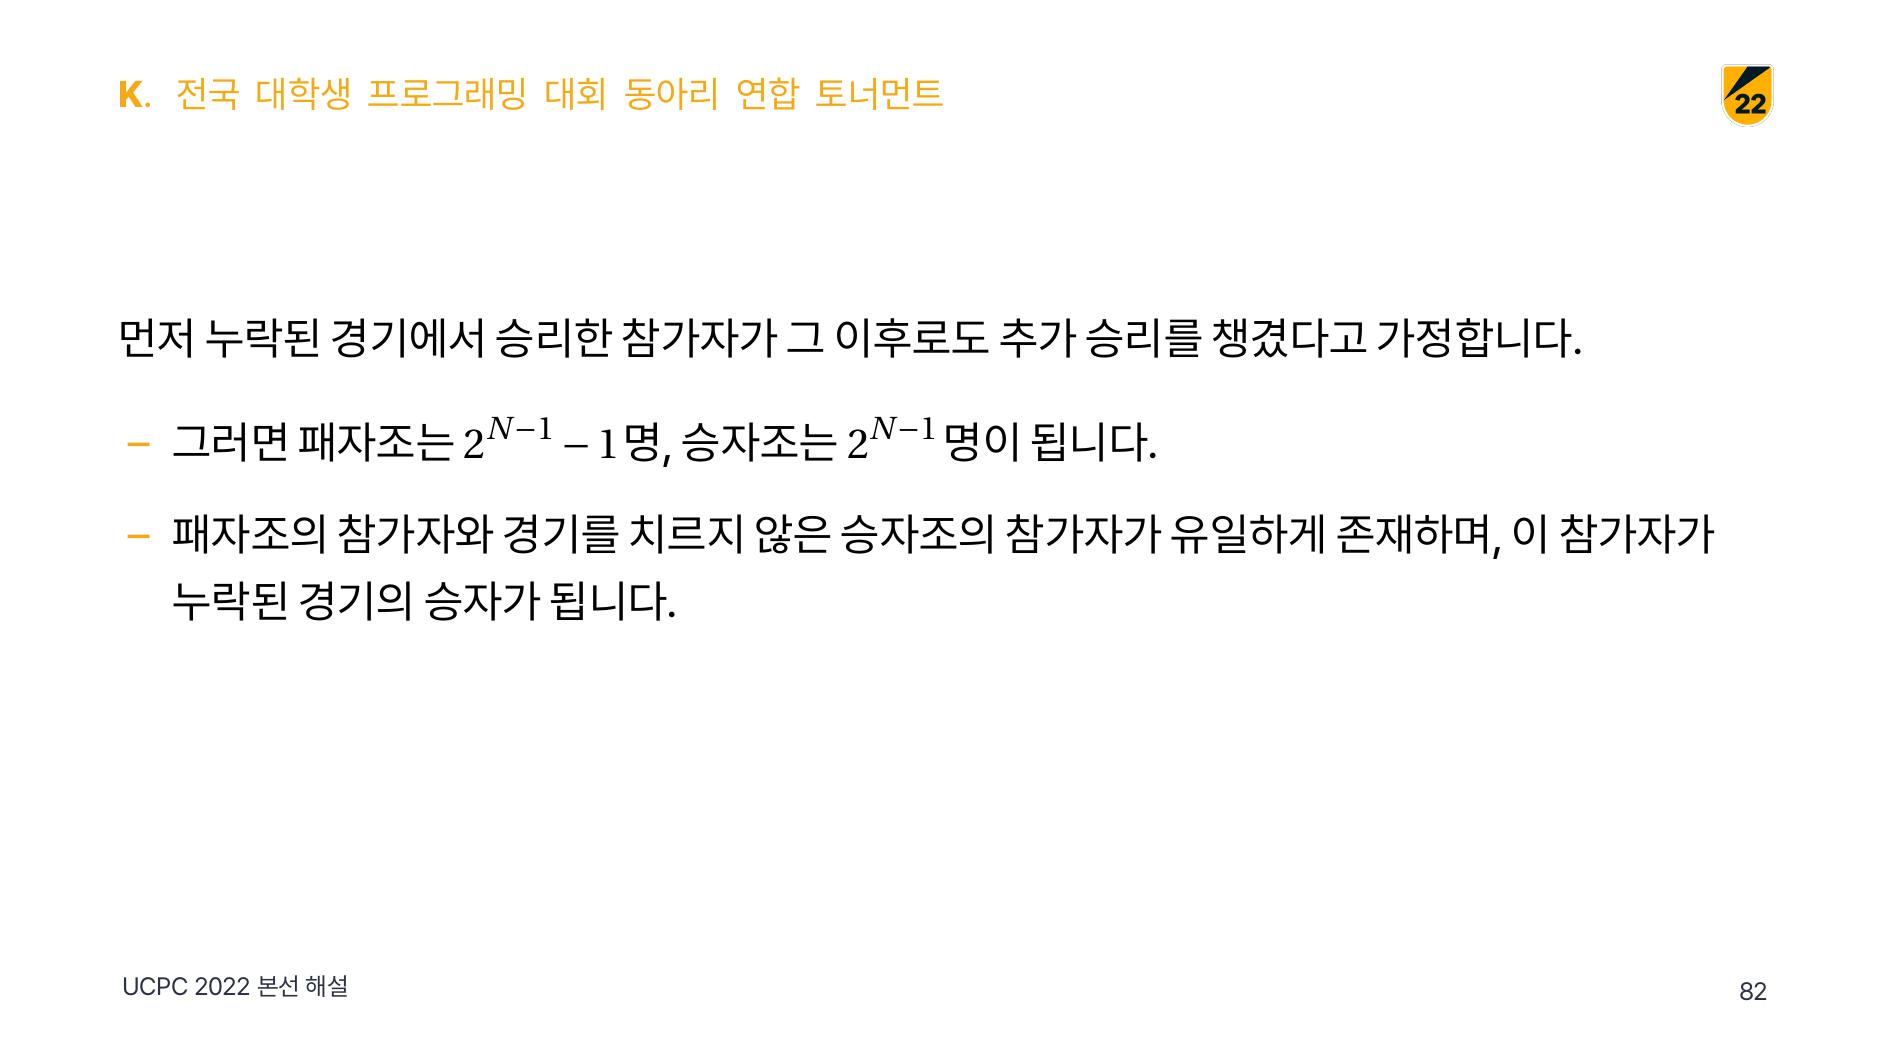 K. 전국 대학생 프로그래밍 대회 동아리 연합 토너먼트
22
먼저 누락된 경기에서 승리한 참가자가 그 이후로도 추가 승리를 챙겼다고 가정합니다.
– 그러면 패자조는 2^{N−1} − 1명, 승자조는 2^{N−1}명이 됩니다.
– 패자조의 참가자와 경기를 치르지 않은 승자조의 참가자가 유일하게 존재하며, 이 참가자가
누락된 경기의 승자가 됩니다.
UCPC 2022 본선 해설
82